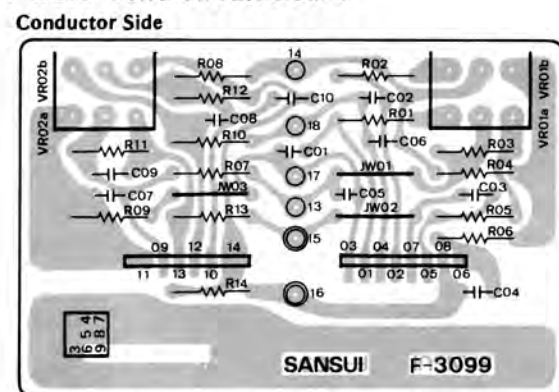 Conductor Side
14
VR02b
R08
R02
VR01b
R12
C10
C02
C08
R01
VR02a
18
VR01a
R10
C06
R11
C01
R03
C09
R07
17
JW01
R04
C07
JW03
C05
C03
R09
R13
13
JW02
R05
15
R06
09 12 14
03 04 07 08
11 13 10
01 02 05 06
R14
16
C04
3 5 4
6 8 7
9
SANSUI F-3099